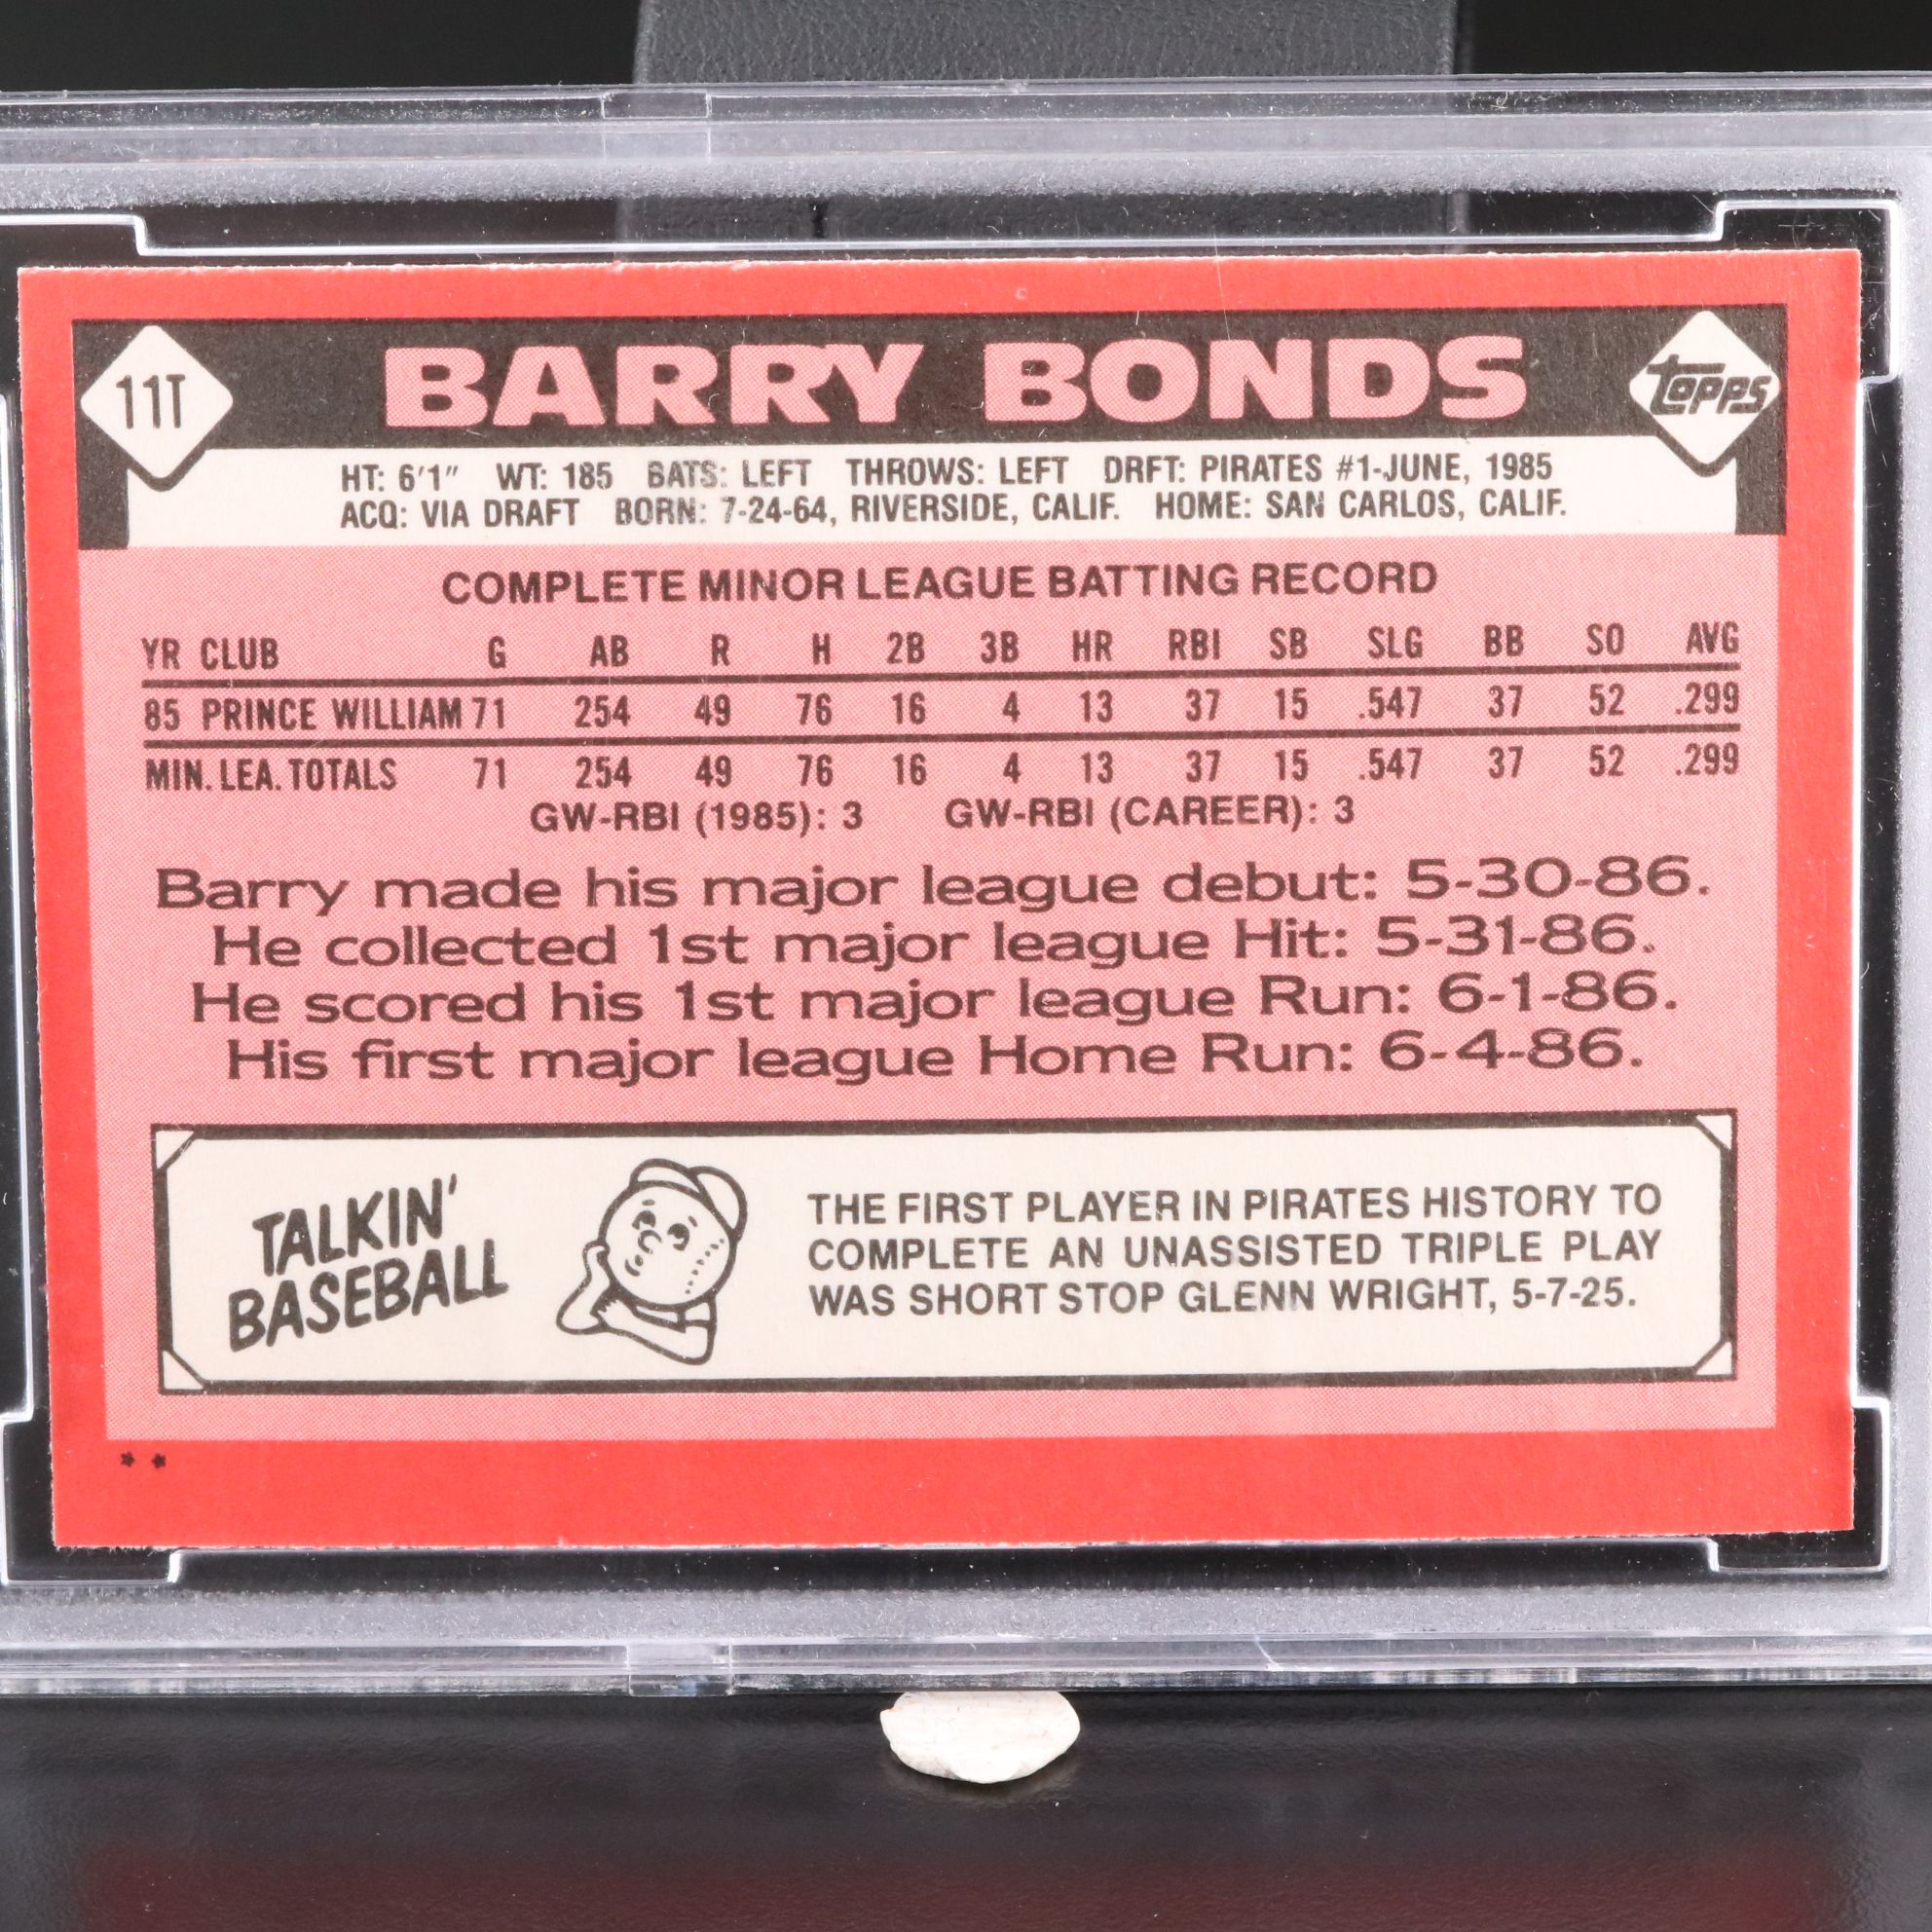 11T
BARRY BONDS
topps
HT: 6'1" WT: 185 BATS: LEFT THROWS: LEFT DRFT: PIRATES #1-JUNE, 1985
ACQ: VIA DRAFT BORN: 7-24-64, RIVERSIDE, CALIF. HOME: SAN CARLOS, CALIF.
COMPLETE MINOR LEAGUE BATTING RECORD
YR CLUB G AB R H 2B 3B HR RBI SB SLG BB SO AVG
85 PRINCE WILLIAM 71 254 49 76 16 4 13 37 15 .547 37 52 .299
MIN. LEA. TOTALS 71 254 49 76 16 4 13 37 15 .547 37 52 .299
GW-RBI (1985): 3 GW-RBI (CAREER): 3
Barry made his major league debut: 5-30-86.
He collected 1st major league Hit: 5-31-86.
He scored his 1st major league Run: 6-1-86.
His first major league Home Run: 6-4-86.
TALKIN'
BASEBALL
THE FIRST PLAYER IN PIRATES HISTORY TO
COMPLETE AN UNASSISTED TRIPLE PLAY
WAS SHORT STOP GLENN WRIGHT, 5-7-25.
**